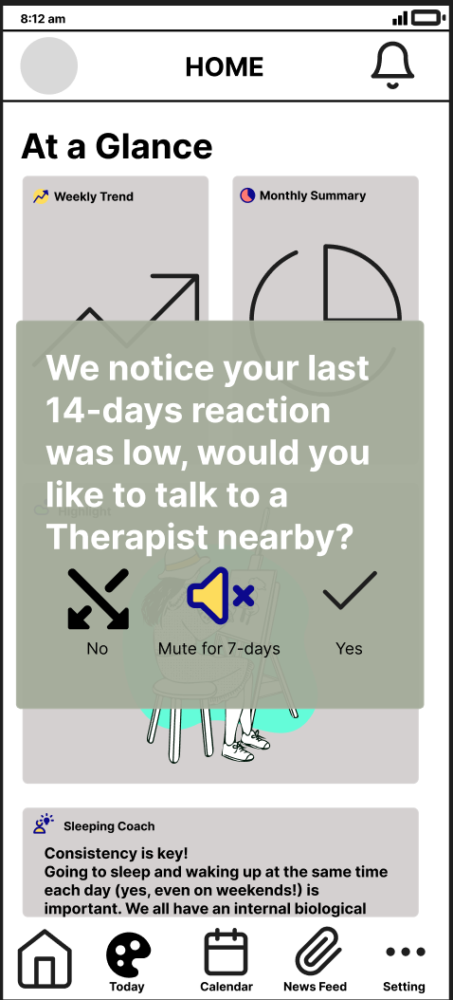 8:12 am
HOME
At a Glance
Weekly Trend
Monthly Summary
We notice your last
14-days reaction
was low, would you
like to talk to a
Therapist nearby?
Highlight
No
Mute for 7-days
Yes
Sleeping Coach
Consistency is key!
Going to sleep and waking up at the same time
each day (yes, even on weekends!) is
important. We all have an internal biological
Today
Calendar
News Feed
Setting